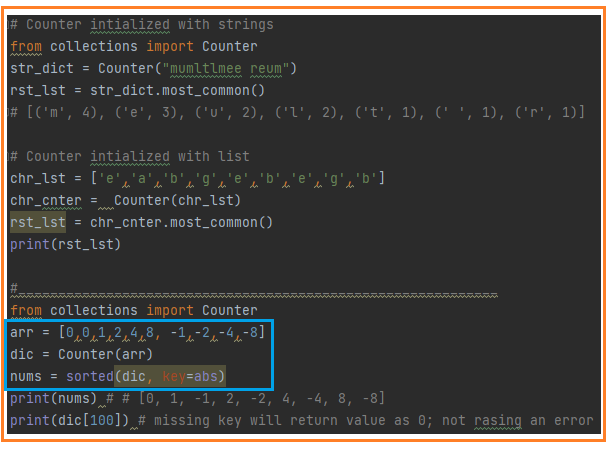 # Counter intialized with strings
from collections import Counter
str_dict = Counter("mumltlmee reum")
rst_lst = str_dict.most_common()
# [('m', 4), ('e', 3), ('u', 2), ('l', 2), ('t', 1), (' ', 1), ('r', 1)]
# Counter intialized with list
chr_lst = ['e','a','b','g','e','b','e','g','b']
chr_cnter =  Counter(chr_lst)
rst_lst = chr_cnter.most_common()
print(rst_lst)
#____________________________________________________________
from collections import Counter
arr = [0,0,1,2,4,8, -1,-2,-4,-8]
dic = Counter(arr)
nums = sorted(dic, key=abs)
print(nums) # # [0, 1, -1, 2, -2, 4, -4, 8, -8]
print(dic[100]) # missing key will return value as 0; not rasing an error